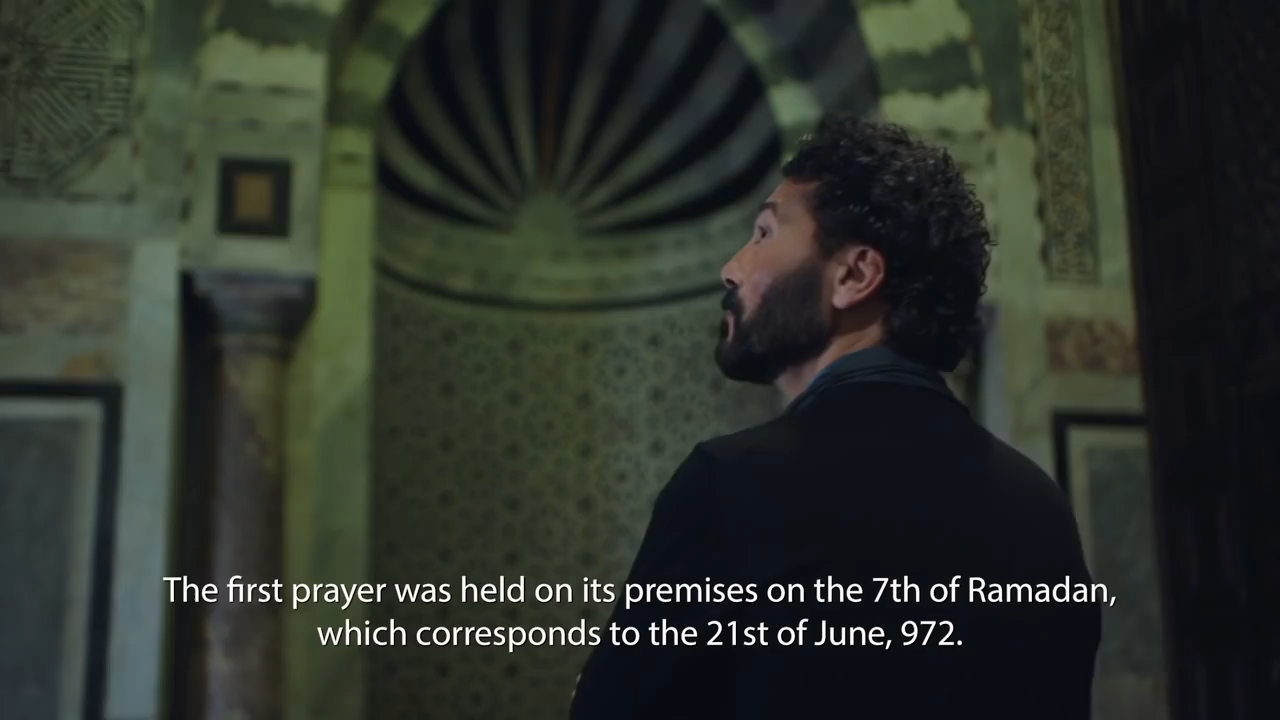 The first prayer was held on its premises on the 7th of Ramadan,
which corresponds to the 21st of June, 972.